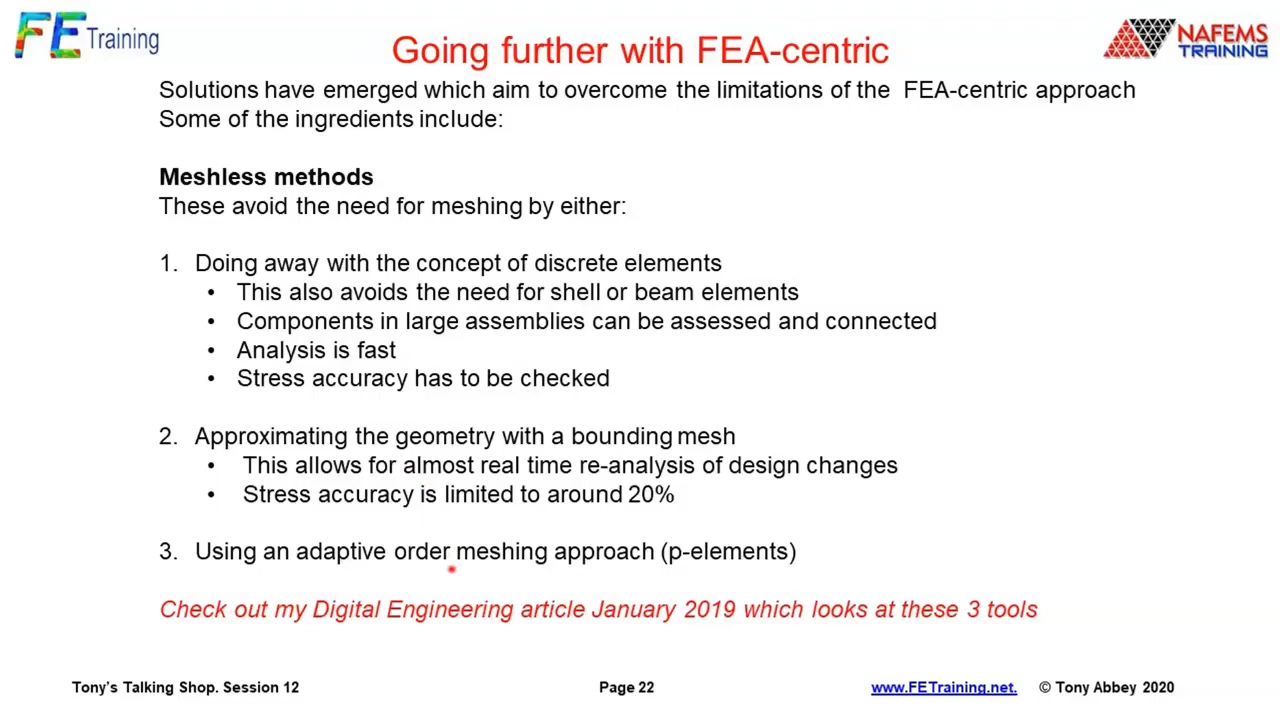 FE Training
Going further with FEA-centric
NAFEMS
TRAINING
Solutions have emerged which aim to overcome the limitations of the FEA-centric approach
Some of the ingredients include:
Meshless methods
These avoid the need for meshing by either:
1. Doing away with the concept of discrete elements
• This also avoids the need for shell or beam elements
• Components in large assemblies can be assessed and connected
• Analysis is fast
• Stress accuracy has to be checked
2. Approximating the geometry with a bounding mesh
• This allows for almost real time re-analysis of design changes
• Stress accuracy is limited to around 20%
3. Using an adaptive order meshing approach (p-elements)
Check out my Digital Engineering article January 2019 which looks at these 3 tools
Tony's Talking Shop. Session 12
Page 22
www.FETraining.net. © Tony Abbey 2020